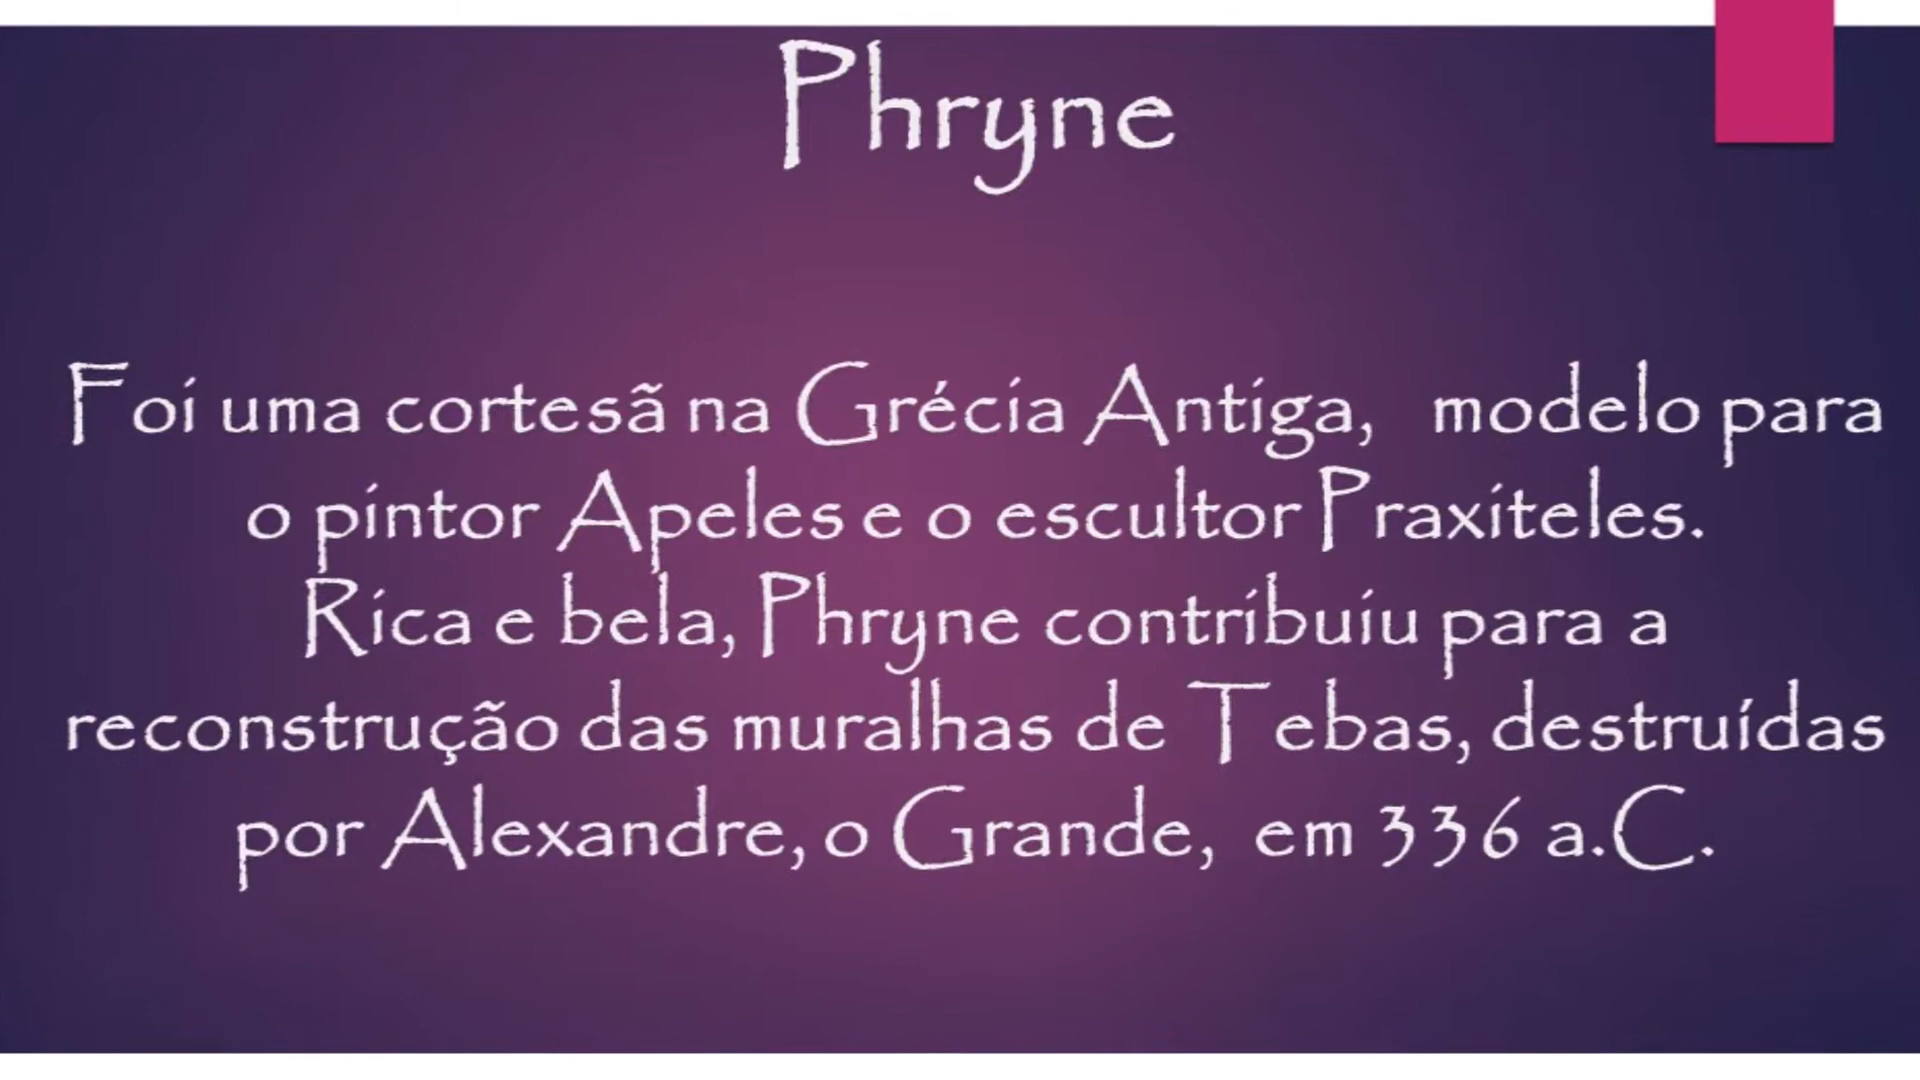 Phryne
Foi uma cortesã na Grécia Antiga, modelo para
o pintor Apeles e o escultor Praxiteles.
Rica e bela, Phryne contribuiu para a
reconstrução das muralhas de Tebas, destruídas
por Alexandre, o Grande, em 336 a.C.